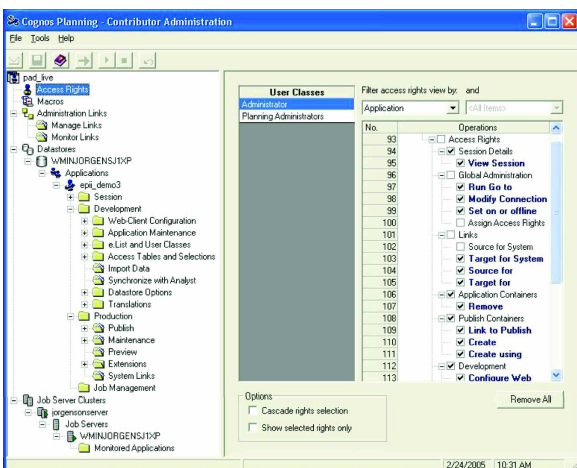 Cognos Planning - Contributor Administration
File Tools Help
pad_live
Access Rights
Macros
Administration Links
Manage Links
Monitor Links
Datastores
WMINJORGENSJ1XP
Applications
epii_demo3
Session
Development
Web-Client Configuration
Application Maintenance
e.List and User Classes
Access Tables and Selections
Import Data
Synchronize with Analyst
Datastore Options
Translations
Production
Publish
Maintenance
Preview
Extensions
System Links
Job Management
Job Server Clusters
jorgensonserver
Job Servers
WMINJORGENSJ1XP
Monitored Applications
User Classes
Administrator
Planning Administrators
Filter access rights view by: and
Application <All Items>
No. Operations
93 Access Rights
94 Session Details
95 View Session
96 Global Administration
97 Run Go to
98 Modify Connection
99 Set on or offline
100 Assign Access Rights
101 Links
102 Source for System
103 Target for System
104 Source for
105 Target for
106 Application Containers
107 Remove
108 Publish Containers
109 Link to Publish
110 Create
111 Create using
112 Development
113 Configure Web
Options
Cascade rights selection
Show selected rights only
Remove All
2/24/2005 10:31 AM